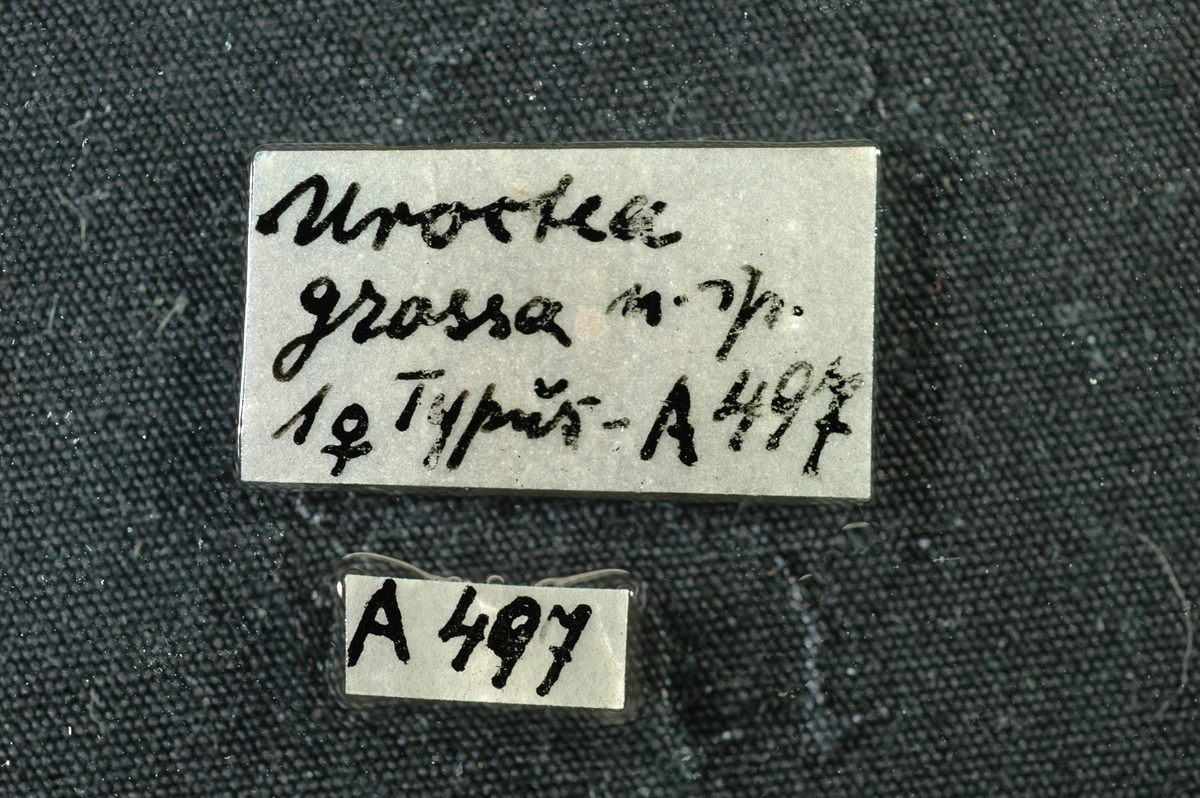 Uroctea
grossa n. sp.
1♀ Typus - A 497
A 497